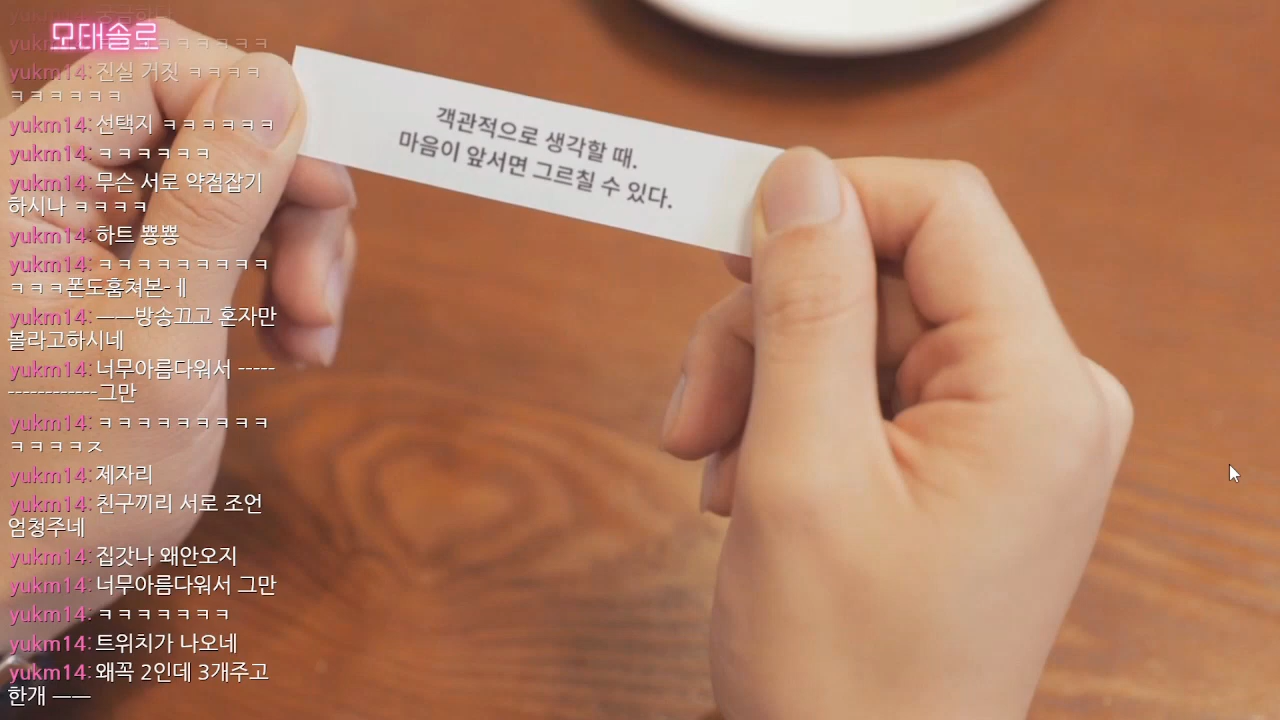 모태솔로
yukm14: 진실 거짓 ㅋㅋㅋㅋ
ㅋㅋㅋㅋㅋㅋ
yukm14: 선택지 ㅋㅋㅋㅋㅋㅋ
yukm14: ㅋㅋㅋㅋㅋㅋ
yukm14: 무슨 서로 약점잡기
하시나 ㅋㅋㅋㅋ
yukm14: 하트 뿅뿅
yukm14: ㅋㅋㅋㅋㅋㅋㅋㅋㅋ
ㅋㅋㅋ폰도훔쳐본-ㅔ
yukm14: ㅡㅡ방송끄고 혼자만
볼라고하시네
yukm14: 너무아름다워서 -----
------------그만
yukm14: ㅋㅋㅋㅋㅋㅋㅋㅋㅋ
ㅋㅋㅋㅋㅈ
yukm14: 제자리
yukm14: 친구끼리 서로 조언
엄청주네
yukm14: 집갓나 왜안오지
yukm14: 너무아름다워서 그만
yukm14: ㅋㅋㅋㅋㅋㅋㅋ
yukm14: 트위치가 나오네
yukm14: 왜꼭 2인데 3개주고
한개 ㅡㅡ
객관적으로 생각할 때.
마음이 앞서면 그르칠 수 있다.